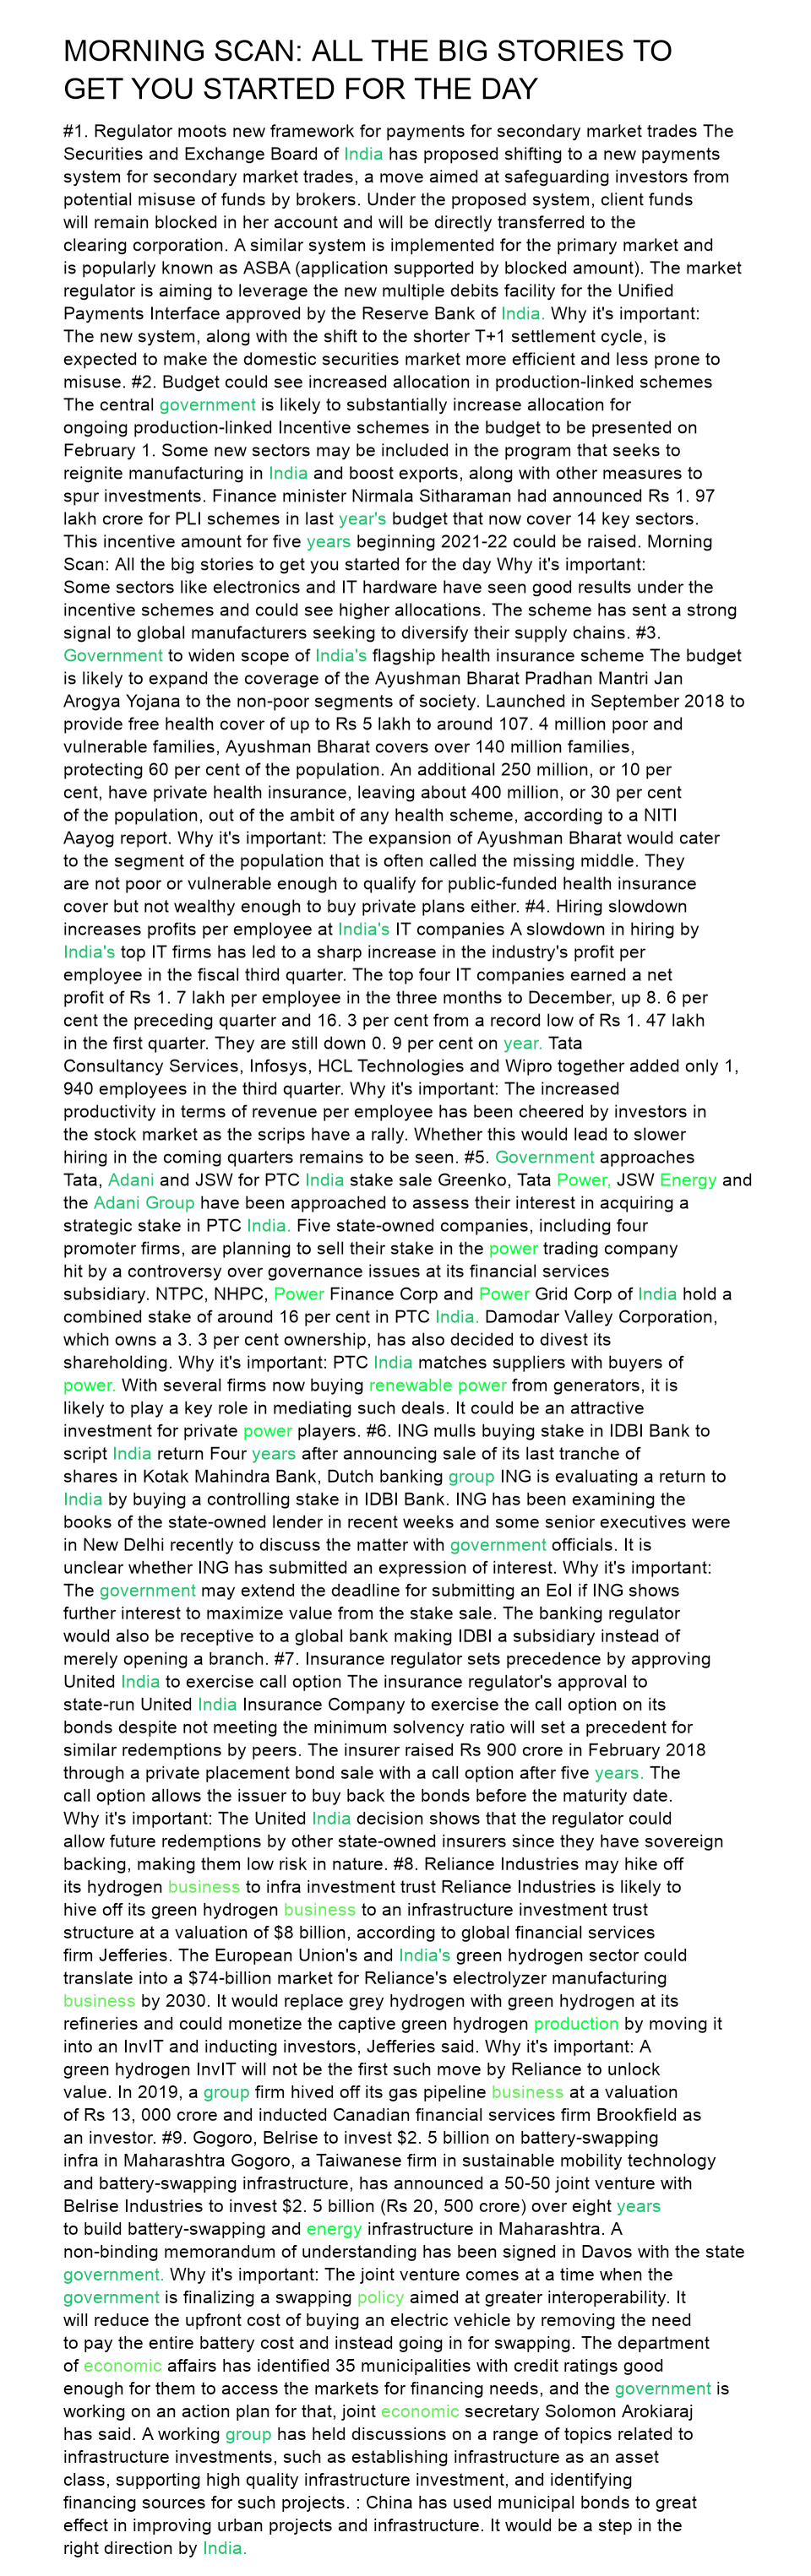 MORNING SCAN: ALL THE BIG STORIES TO
GET YOU STARTED FOR THE DAY
#1. Regulator moots new framework for payments for secondary market trades The
Securities and Exchange Board of India has proposed shifting to a new payments
system for secondary market trades, a move aimed at safeguarding investors from
potential misuse of funds by brokers. Under the proposed system, client funds
will remain blocked in her account and will be directly transferred to the
clearing corporation. A similar system is implemented for the primary market and
is popularly known as ASBA (application supported by blocked amount). The market
regulator is aiming to leverage the new multiple debits facility for the Unified
Payments Interface approved by the Reserve Bank of India. Why it's important:
The new system, along with the shift to the shorter T+1 settlement cycle, is
expected to make the domestic securities market more efficient and less prone to
misuse. #2. Budget could see increased allocation in production-linked schemes
The central government is likely to substantially increase allocation for
ongoing production-linked Incentive schemes in the budget to be presented on
February 1. Some new sectors may be included in the program that seeks to
reignite manufacturing in India and boost exports, along with other measures to
spur investments. Finance minister Nirmala Sitharaman had announced Rs 1. 97
lakh crore for PLI schemes in last year's budget that now cover 14 key sectors.
This incentive amount for five years beginning 2021-22 could be raised. Morning
Scan: All the big stories to get you started for the day Why it's important:
Some sectors like electronics and IT hardware have seen good results under the
incentive schemes and could see higher allocations. The scheme has sent a strong
signal to global manufacturers seeking to diversify their supply chains. #3.
Government to widen scope of India's flagship health insurance scheme The budget
is likely to expand the coverage of the Ayushman Bharat Pradhan Mantri Jan
Arogya Yojana to the non-poor segments of society. Launched in September 2018 to
provide free health cover of up to Rs 5 lakh to around 107. 4 million poor and
vulnerable families, Ayushman Bharat covers over 140 million families,
protecting 60 per cent of the population. An additional 250 million, or 10 per
cent, have private health insurance, leaving about 400 million, or 30 per cent
of the population, out of the ambit of any health scheme, according to a NITI
Aayog report. Why it's important: The expansion of Ayushman Bharat would cater
to the segment of the population that is often called the missing middle. They
are not poor or vulnerable enough to qualify for public-funded health insurance
cover but not wealthy enough to buy private plans either. #4. Hiring slowdown
increases profits per employee at India's IT companies A slowdown in hiring by
India's top IT firms has led to a sharp increase in the industry's profit per
employee in the fiscal third quarter. The top four IT companies earned a net
profit of Rs 1. 7 lakh per employee in the three months to December, up 8. 6 per
cent the preceding quarter and 16. 3 per cent from a record low of Rs 1. 47 lakh
in the first quarter. They are still down 0. 9 per cent on year. Tata
Consultancy Services, Infosys, HCL Technologies and Wipro together added only 1,
940 employees in the third quarter. Why it's important: The increased
productivity in terms of revenue per employee has been cheered by investors in
the stock market as the scrips have a rally. Whether this would lead to slower
hiring in the coming quarters remains to be seen. #5. Government approaches
Tata, Adani and JSW for PTC India stake sale Greenko, Tata Power, JSW Energy and
the Adani Group have been approached to assess their interest in acquiring a
strategic stake in PTC India. Five state-owned companies, including four
promoter firms, are planning to sell their stake in the power trading company
hit by a controversy over governance issues at its financial services
subsidiary. NTPC, NHPC, Power Finance Corp and Power Grid Corp of India hold a
combined stake of around 16 per cent in PTC India. Damodar Valley Corporation,
which owns a 3. 3 per cent ownership, has also decided to divest its
shareholding. Why it's important: PTC India matches suppliers with buyers of
power. With several firms now buying renewable power from generators, it is
likely to play a key role in mediating such deals. It could be an attractive
investment for private power players. #6. ING mulls buying stake in IDBI Bank to
script India return Four years after announcing sale of its last tranche of
shares in Kotak Mahindra Bank, Dutch banking group ING is evaluating a return to
India by buying a controlling stake in IDBI Bank. ING has been examining the
books of the state-owned lender in recent weeks and some senior executives were
in New Delhi recently to discuss the matter with government officials. It is
unclear whether ING has submitted an expression of interest. Why it's important:
The government may extend the deadline for submitting an EoI if ING shows
further interest to maximize value from the stake sale. The banking regulator
would also be receptive to a global bank making IDBI a subsidiary instead of
merely opening a branch. #7. Insurance regulator sets precedence by approving
United India to exercise call option The insurance regulator's approval to
state-run United India Insurance Company to exercise the call option on its
bonds despite not meeting the minimum solvency ratio will set a precedent for
similar redemptions by peers. The insurer raised Rs 900 crore in February 2018
through a private placement bond sale with a call option after five years. The
call option allows the issuer to buy back the bonds before the maturity date.
Why it's important: The United India decision shows that the regulator could
allow future redemptions by other state-owned insurers since they have sovereign
backing, making them low risk in nature. #8. Reliance Industries may hike off
its hydrogen business to infra investment trust Reliance Industries is likely to
hive off its green hydrogen business to an infrastructure investment trust
structure at a valuation of $8 billion, according to global financial services
firm Jefferies. The European Union's and India's green hydrogen sector could
translate into a $74-billion market for Reliance's electrolyzer manufacturing
business by 2030. It would replace grey hydrogen with green hydrogen at its
refineries and could monetize the captive green hydrogen production by moving it
into an InvIT and inducting investors, Jefferies said. Why it's important: A
green hydrogen InvIT will not be the first such move by Reliance to unlock
value. In 2019, a group firm hived off its gas pipeline business at a valuation
of Rs 13, 000 crore and inducted Canadian financial services firm Brookfield as
an investor. #9. Gogoro, Belrise to invest $2. 5 billion on battery-swapping
infra in Maharashtra Gogoro, a Taiwanese firm in sustainable mobility technology
and battery-swapping infrastructure, has announced a 50-50 joint venture with
Belrise Industries to invest $2. 5 billion (Rs 20, 500 crore) over eight years
to build battery-swapping and energy infrastructure in Maharashtra. A
non-binding memorandum of understanding has been signed in Davos with the state
government. Why it's important: The joint venture comes at a time when the
government is finalizing a swapping policy aimed at greater interoperability. It
will reduce the upfront cost of buying an electric vehicle by removing the need
to pay the entire battery cost and instead going in for swapping. The department
of economic affairs has identified 35 municipalities with credit ratings good
enough for them to access the markets for financing needs, and the government is
working on an action plan for that, joint economic secretary Solomon Arokiaraj
has said. A working group has held discussions on a range of topics related to
infrastructure investments, such as establishing infrastructure as an asset
class, supporting high quality infrastructure investment, and identifying
financing sources for such projects. : China has used municipal bonds to great
effect in improving urban projects and infrastructure. It would be a step in the
right direction by India.